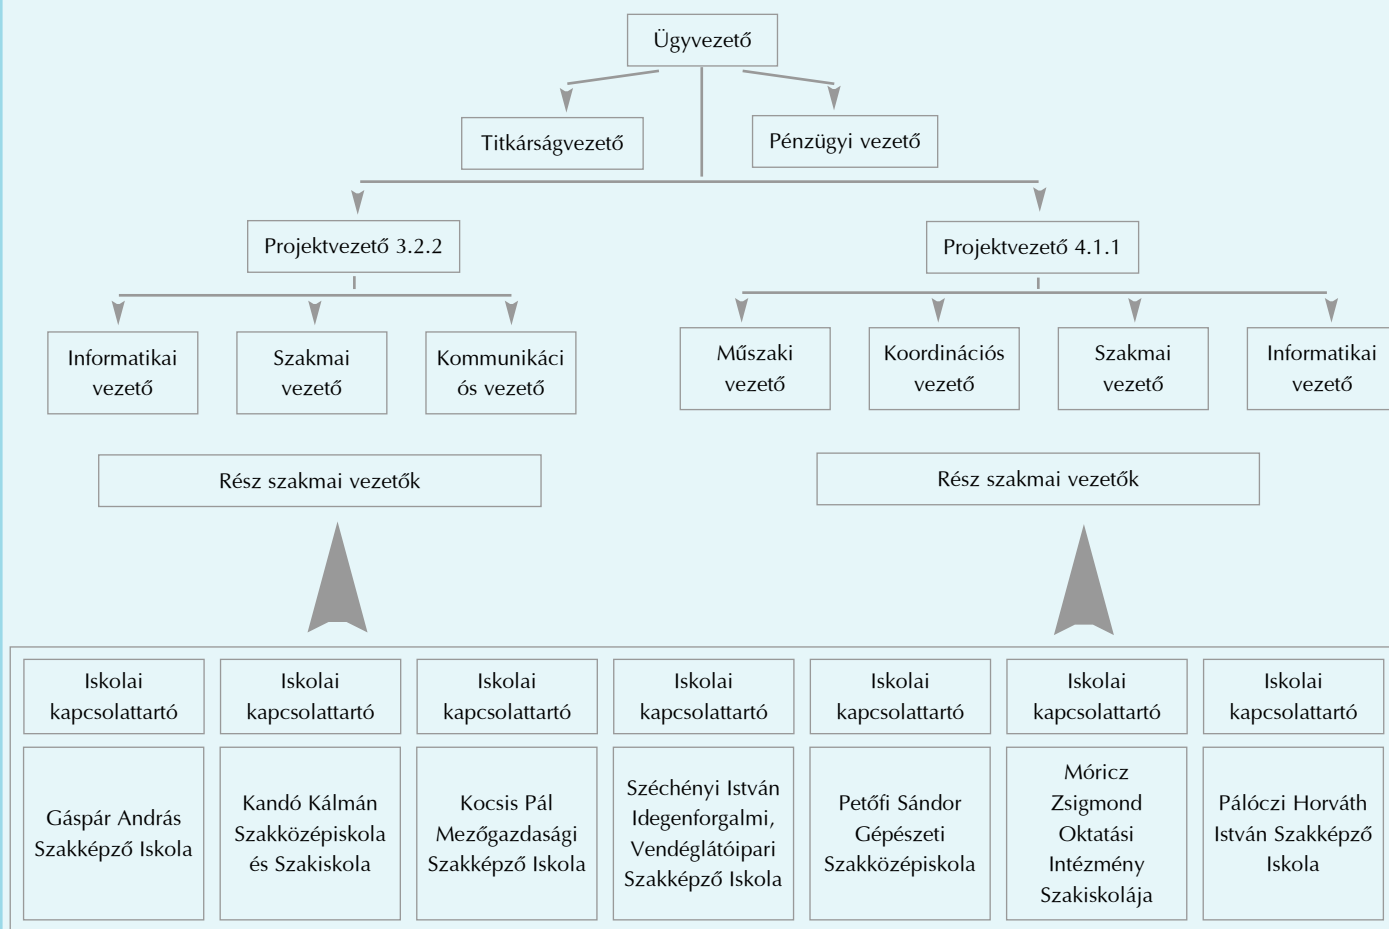 Ügyvezető
Titkárságvezető
Pénzügyi vezető
Projektvezető 3.2.2
Projektvezető 4.1.1
Informatikai
vezető
Szakmai
vezető
Kommunikáci
ós vezető
Műszaki
vezető
Koordinációs
vezető
Szakmai
vezető
Informatikai
vezető
Rész szakmai vezetők
Rész szakmai vezetők
Iskolai
kapcsolattartó
Iskolai
kapcsolattartó
Iskolai
kapcsolattartó
Iskolai
kapcsolattartó
Iskolai
kapcsolattartó
Iskolai
kapcsolattartó
Iskolai
kapcsolattartó
Gáspár András
Szakképző Iskola
Kandó Kálmán
Szakközépiskola
és Szakiskola
Kocsis Pál
Mezőgazdasági
Szakképző Iskola
Széchényi István
Idegenforgalmi,
Vendéglátóipari
Szakképző Iskola
Petőfi Sándor
Gépészeti
Szakközépiskola
Móricz
Zsigmond
Oktatási
Intézmény
Szakiskolája
Pálóczi Horváth
István Szakképző
Iskola